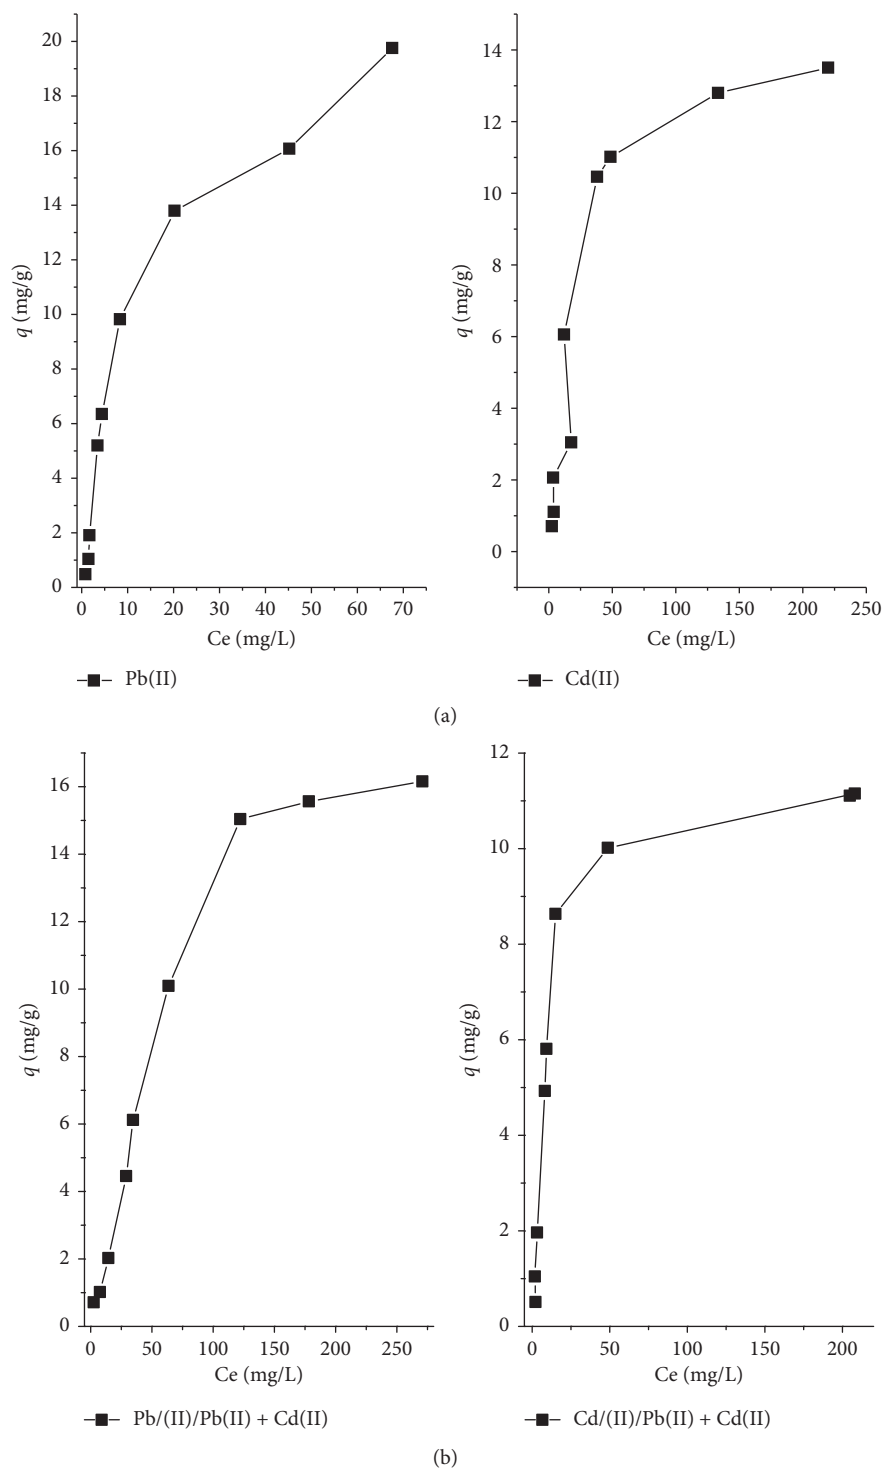 20
18
16
14
12
10
8
6
4
2
0
q (mg/g)
0 10 20 30 40 50 60 70
Ce (mg/L)
Pb(II)
14
12
10
8
6
4
2
0
q (mg/g)
0 50 100 150 200 250
Ce (mg/L)
Cd(II)
(a)
16
14
12
10
8
6
4
2
0
q (mg/g)
0 50 100 150 200 250
Ce (mg/L)
Pb/(II)/Pb(II) + Cd(II)
12
10
8
6
4
2
0
q (mg/g)
0 50 100 150 200
Ce (mg/L)
Cd/(II)/Pb(II) + Cd(II)
(b)